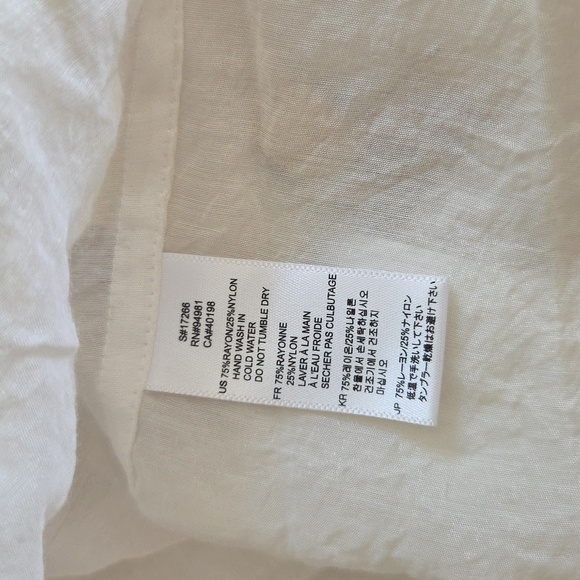 S#17266
RN#94981
CA#40198
US 75%RAYON/25%NYLON
HAND WASH IN
COLD WATER
DO NOT TUMBLE DRY
FR 75%RAYONNE
25%NYLON
LAVER À LA MAIN
À L'EAU FROIDE
SECHER PAS CULBUTAGE
KR 75%레이온/25%나일론
찬물에서 손세탁하십시오
건조기에서 건조하지
마십시오
JP 75%レーヨン/25%ナイロン
低温で手洗いして下さい
タンブラー乾燥はお避け下さい